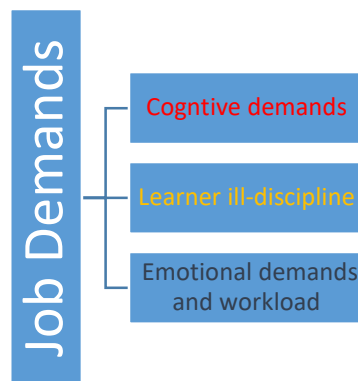 Job Demands
Cogntive demands
Learner ill-discipline
Emotional demands
and workload